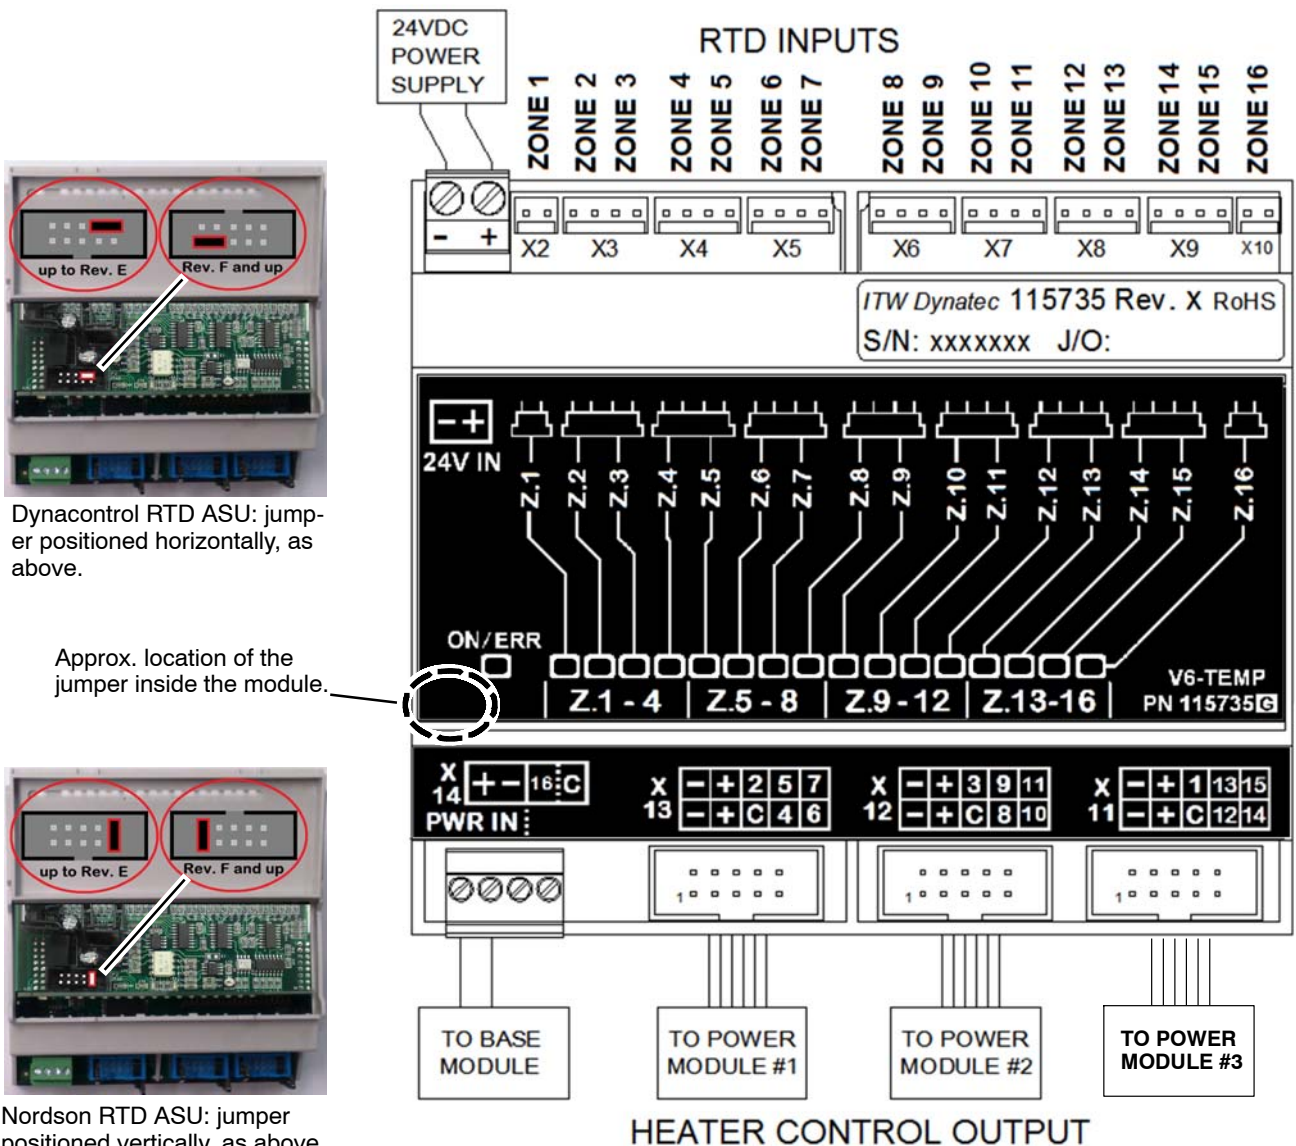 24VDC
POWER
SUPPLY
RTD INPUTS
ZONE 1
ZONE 2
ZONE 3
ZONE 4
ZONE 5
ZONE 6
ZONE 7
ZONE 8
ZONE 9
ZONE 10
ZONE 11
ZONE 12
ZONE 13
ZONE 14
ZONE 15
ZONE 16
- +
X2 X3 X4 X5 X6 X7 X8 X9 X10
up to Rev. E
Rev. F and up
Dynacontrol RTD ASU: jump-
er positioned horizontally, as
above.
ITW Dynatec 115735 Rev. X RoHS
S/N: xxxxxxx J/O:
- +
24V IN
Z.1 Z.2 Z.3 Z.4 Z.5 Z.6 Z.7 Z.8 Z.9 Z.10 Z.11 Z.12 Z.13 Z.14 Z.15 Z.16
ON/ERR
Z.1 - 4 Z.5 - 8 Z.9 - 12 Z.13-16
V6-TEMP
PN 115735 G
Approx. location of the
jumper inside the module.
X 14 + - 16 C
PWR IN
X 13 - + 2 5 7
- + C 4 6
X 12 - + 3 9 11
- + C 8 10
X 11 - + 1 13 15
- + C 12 14
1
1
1
up to Rev. E
Rev. F and up
Nordson RTD ASU: jumper
positioned vertically, as above
TO BASE
MODULE
TO POWER
MODULE #1
TO POWER
MODULE #2
TO POWER
MODULE #3
HEATER CONTROL OUTPUT